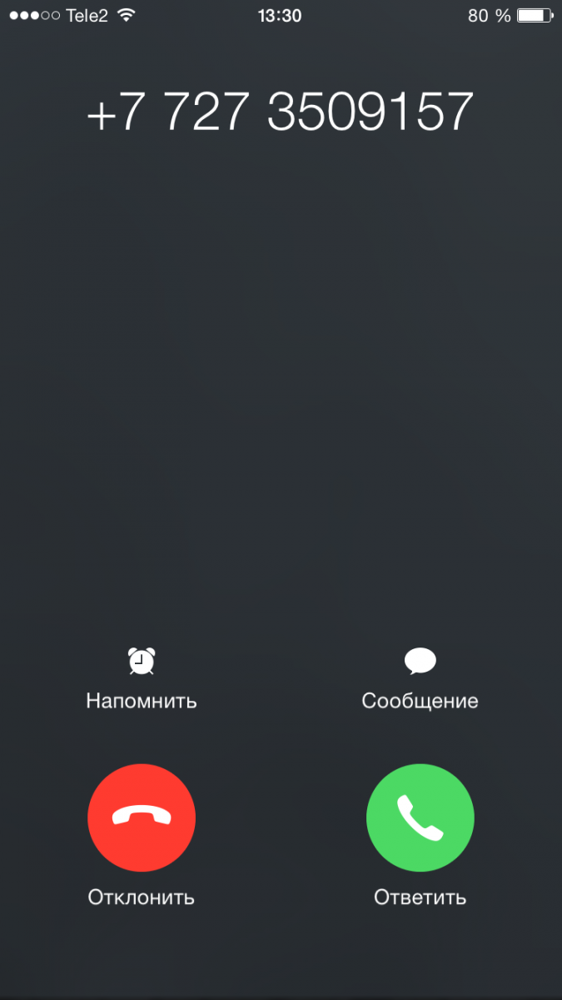 Tele2 13:30 80 %
+7 727 3509157
Напомнить Сообщение
Отклонить Ответить